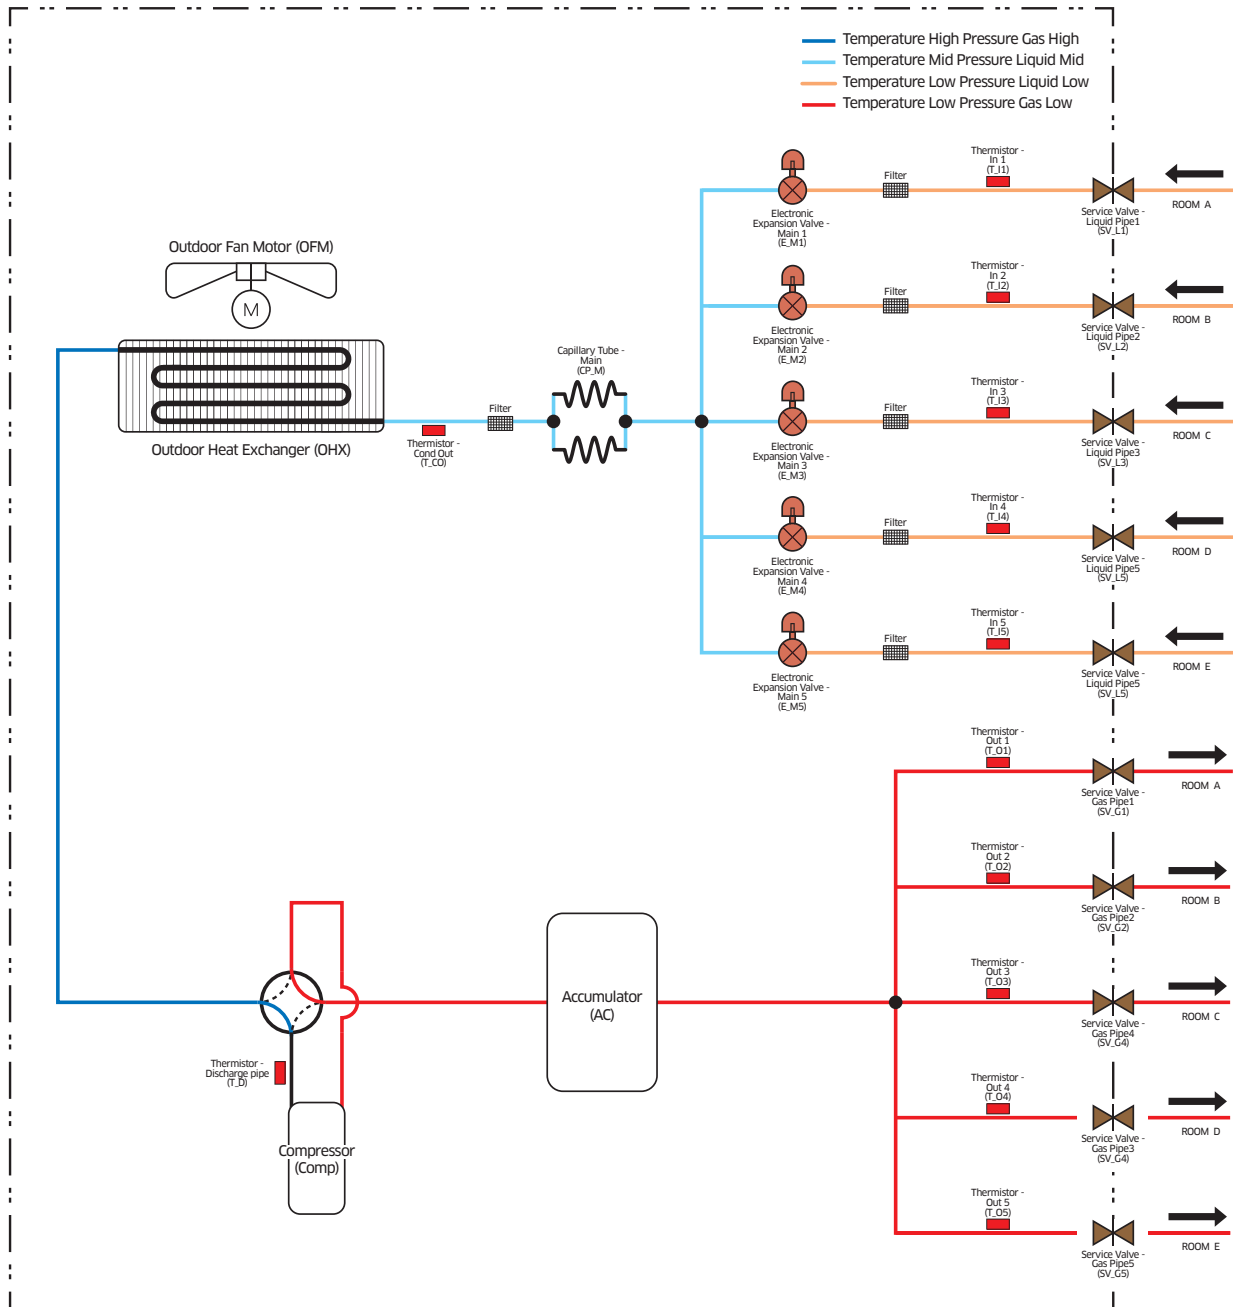 Temperature High Pressure Gas High
Temperature Mid Pressure Liquid Mid
Temperature Low Pressure Liquid Low
Temperature Low Pressure Gas Low
Thermistor -
In 1
(T_I1)
Filter
Electronic
Expansion Valve -
Main 1
(E_M1)
Service Valve -
Liquid Pipe1
(SV_L1)
ROOM A
Outdoor Fan Motor (OFM)
M
Thermistor -
In 2
(T_I2)
Filter
Electronic
Expansion Valve -
Main 2
(E_M2)
Service Valve -
Liquid Pipe2
(SV_L2)
ROOM B
Capillary Tube -
Main
(CP_M)
Filter
Thermistor -
Cond Out
(T_CO)
Outdoor Heat Exchanger (OHX)
Thermistor -
In 3
(T_I3)
Filter
Electronic
Expansion Valve -
Main 3
(E_M3)
Service Valve -
Liquid Pipe3
(SV_L3)
ROOM C
Thermistor -
In 4
(T_I4)
Filter
Electronic
Expansion Valve -
Main 4
(E_M4)
Service Valve -
Liquid Pipe5
(SV_L5)
ROOM D
Thermistor -
In 5
(T_I5)
Filter
Electronic
Expansion Valve -
Main 5
(E_M5)
Service Valve -
Liquid Pipe5
(SV_L5)
ROOM E
Thermistor -
Out 1
(T_O1)
Service Valve -
Gas Pipe1
(SV_G1)
ROOM A
Thermistor -
Out 2
(T_O2)
Service Valve -
Gas Pipe2
(SV_G2)
ROOM B
Thermistor -
Out 3
(T_O3)
Service Valve -
Gas Pipe4
(SV_G4)
ROOM C
Accumulator
(AC)
Thermistor -
Discharge pipe
(T_D)
Compressor
(Comp)
Thermistor -
Out 4
(T_O4)
Service Valve -
Gas Pipe3
(SV_G4)
ROOM D
Thermistor -
Out 5
(T_O5)
Service Valve -
Gas Pipe5
(SV_G5)
ROOM E